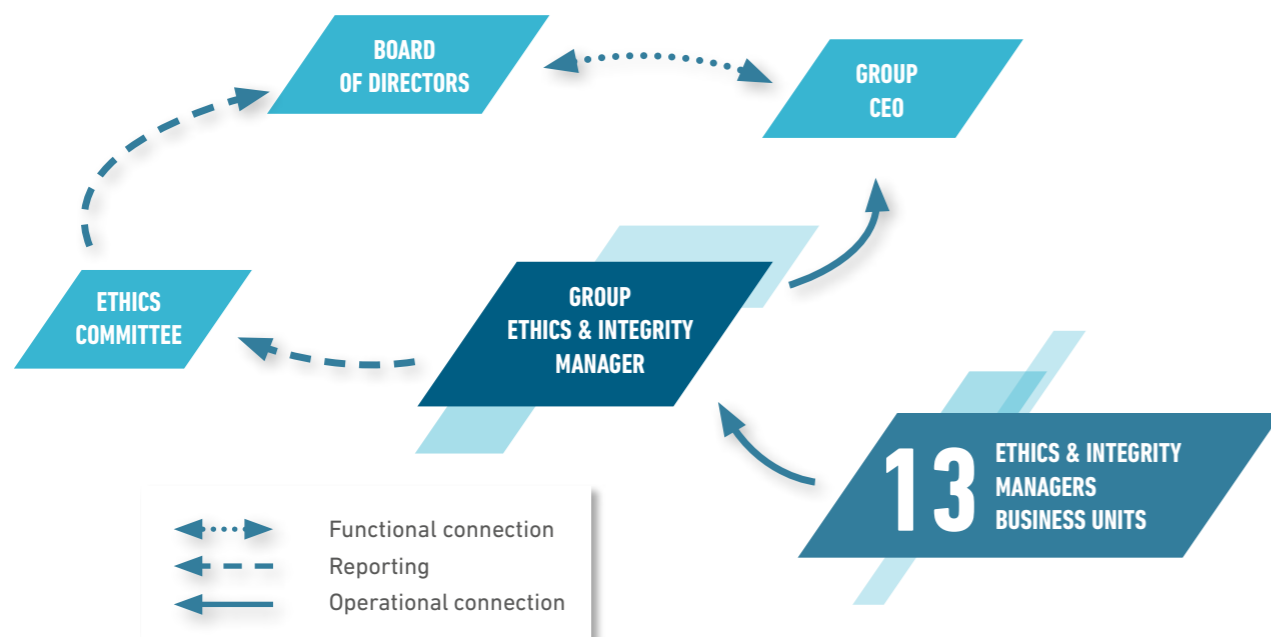 BOARD
OF DIRECTORS
GROUP
CEO
ETHICS
COMMITTEE
GROUP
ETHICS & INTEGRITY
MANAGER
13
ETHICS & INTEGRITY
MANAGERS
BUSINESS UNITS
Functional connection
Reporting
Operational connection